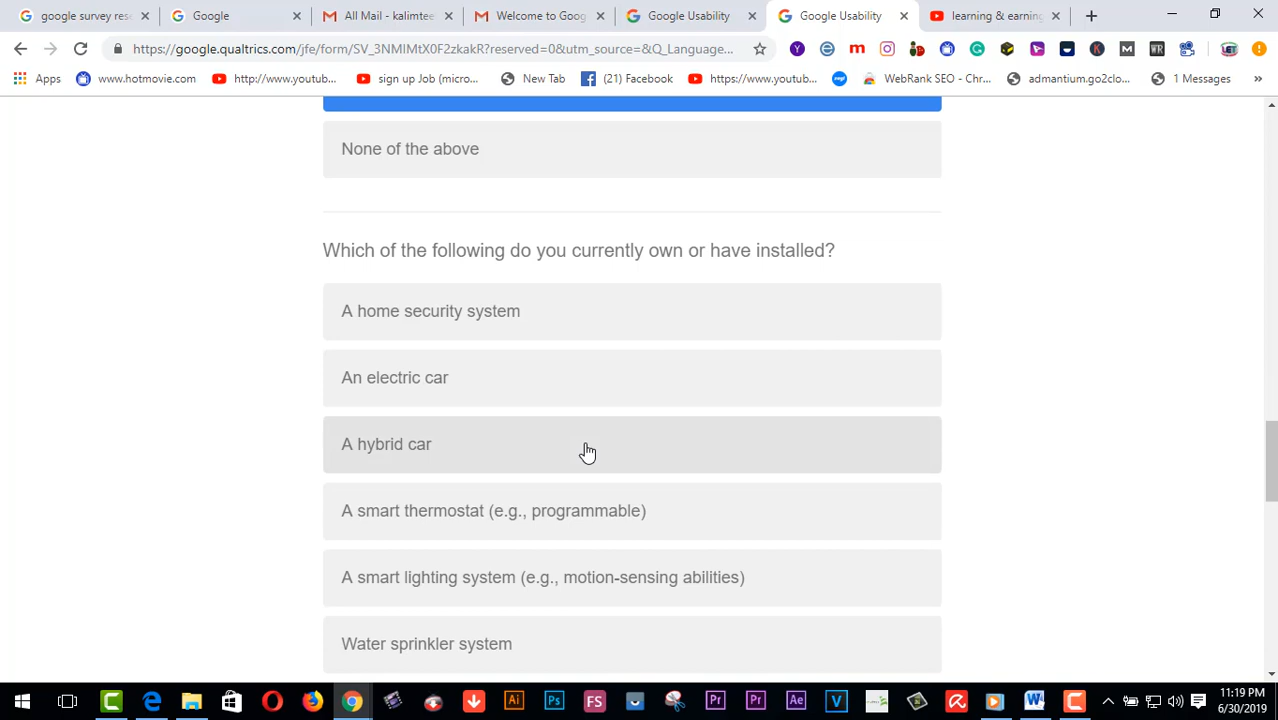 google survey res
Google
All Mail - kalimtee
Welcome to Goog
Google Usability
Google Usability
learning & earning
https://google.qualtrics.com/jfe/form/SV_3NMIMtX0F2zkakR?reserved=0&utm_source=&Q_Language...
Apps
www.hotmovie.com
http://www.youtub...
sign up Job (micro...
New Tab
(21) Facebook
https://www.youtub...
WebRank SEO - Chr...
admantium.go2clo...
1 Messages
»
None of the above
Which of the following do you currently own or have installed?
A home security system
An electric car
A hybrid car
A smart thermostat (e.g., programmable)
A smart lighting system (e.g., motion-sensing abilities)
Water sprinkler system
11:19 PM
6/30/2019